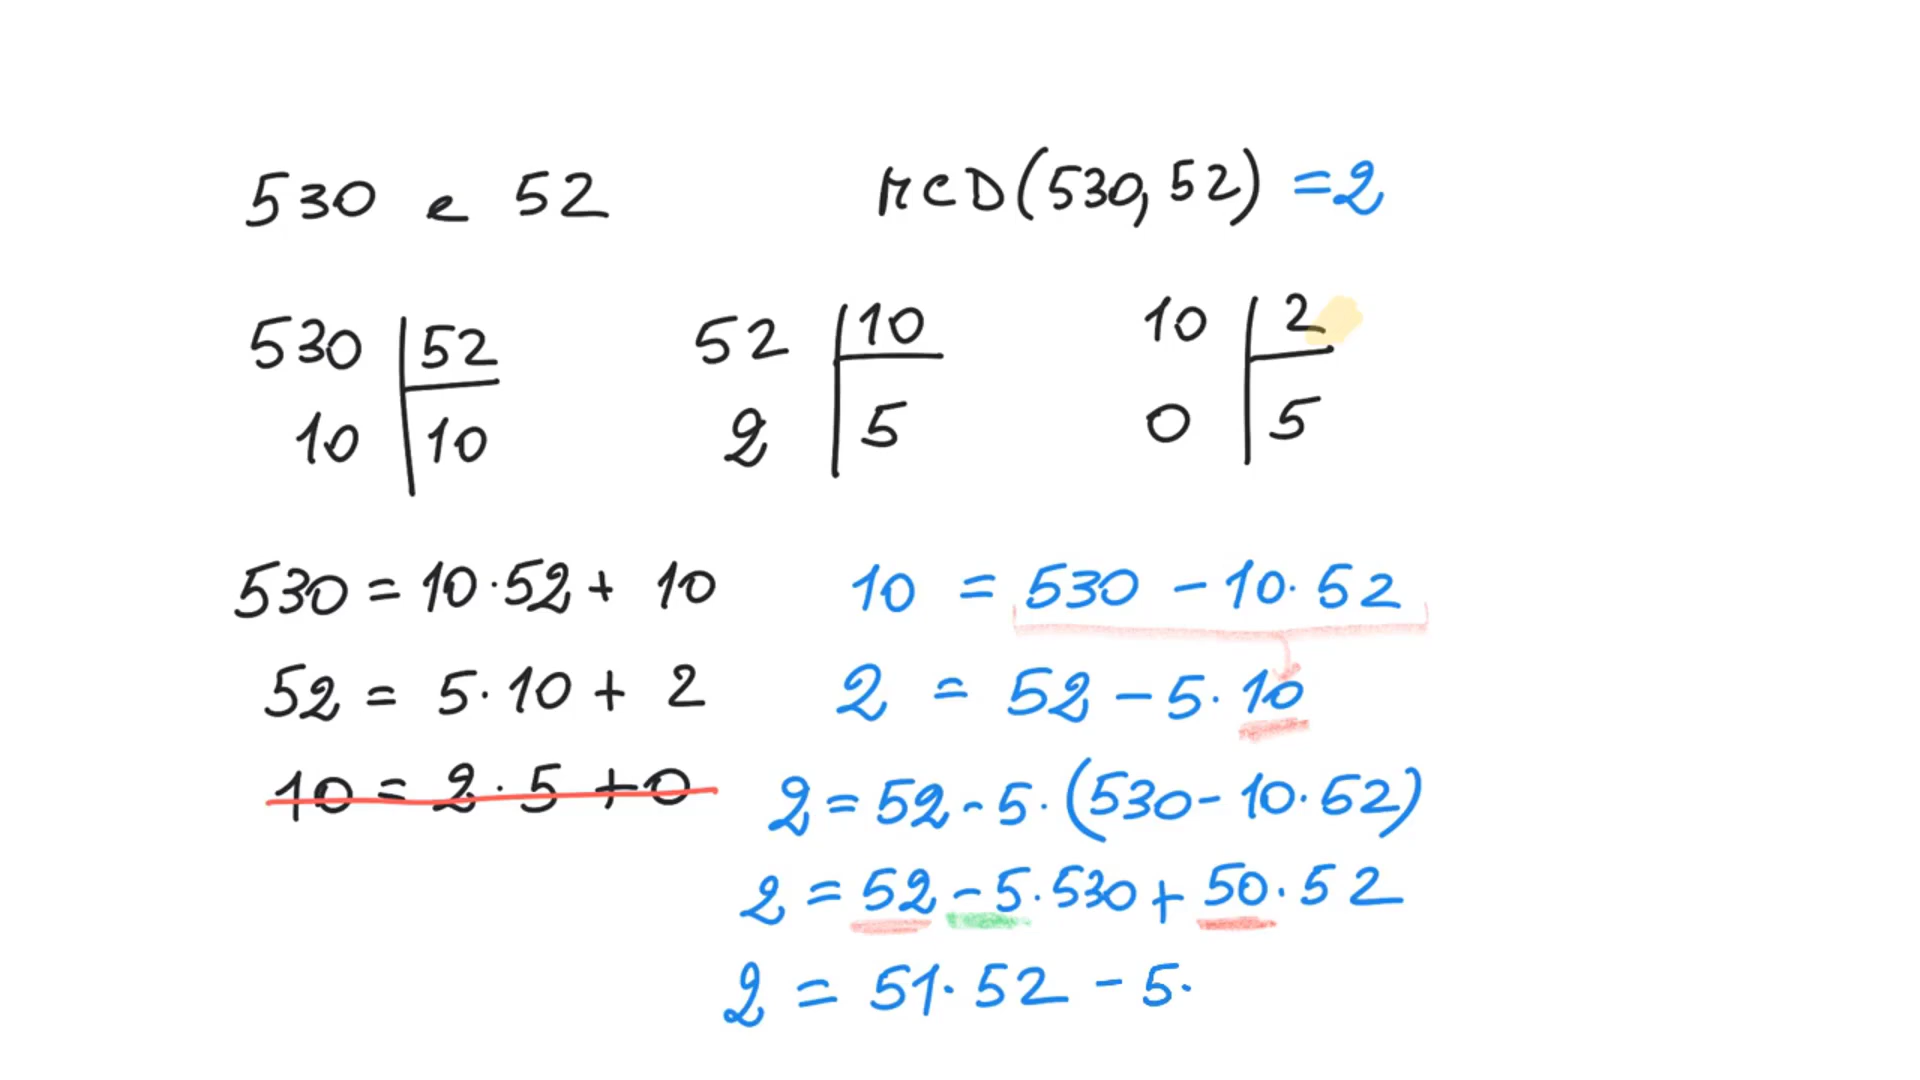 530 e 52
MCD(530, 52) = 2
530 | 52
10 | 10
52 | 10
2 | 5
10 | 2
0 | 5
530 = 10·52 + 10
52 = 5·10 + 2
10 = 2·5 + 0
10 = 530 - 10·52
2 = 52 - 5·10
2 = 52 - 5·(530 - 10·52)
2 = 52 - 5·530 + 50·52
2 = 51·52 - 5·